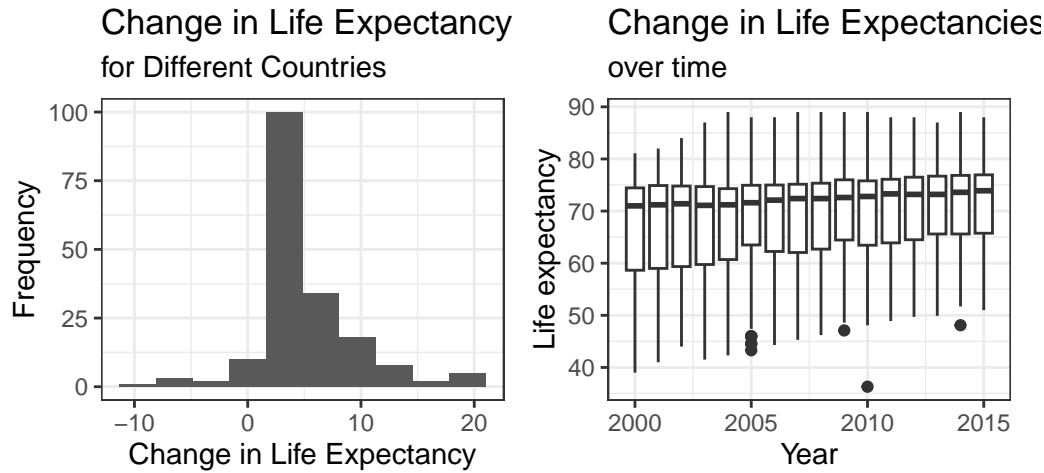 Change in Life Expectancy
for Different Countries
Frequency
100
75
50
25
0
−10
0
10
20
Change in Life Expectancy
Change in Life Expectancies
over time
Life expectancy
90
80
70
60
50
40
2000
2005
2010
2015
Year